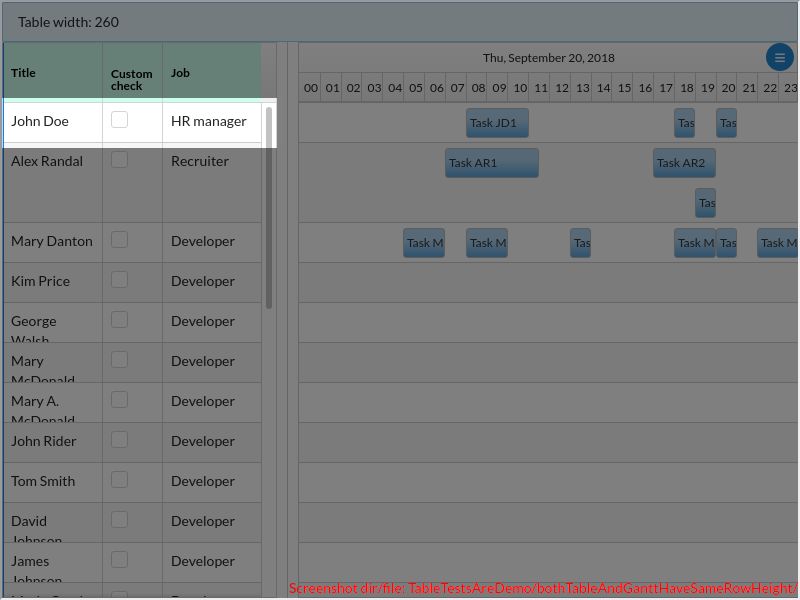 Table width: 260
Title
Custom
check
Job
Thu, September 20, 2018
00 01 02 03 04 05 06 07 08 09 10 11 12 13 14 15 16 17 18 19 20 21 22 23
John Doe
HR manager
Task JD1
Tas
Tas
Alex Randal
Recruiter
Task AR1
Task AR2
Tas
Mary Danton
Developer
Task M
Task M
Tas
Task M
Tas
Task M
Kim Price
Developer
George
Walsh
Developer
Mary
McDonald
Developer
Mary A.
McDonald
Developer
John Rider
Developer
Tom Smith
Developer
David
Johnson
Developer
James
Johnson
Developer
Screenshot dir/file: TableTestsAreDemo/bothTableAndGanttHaveSameRowHeight/